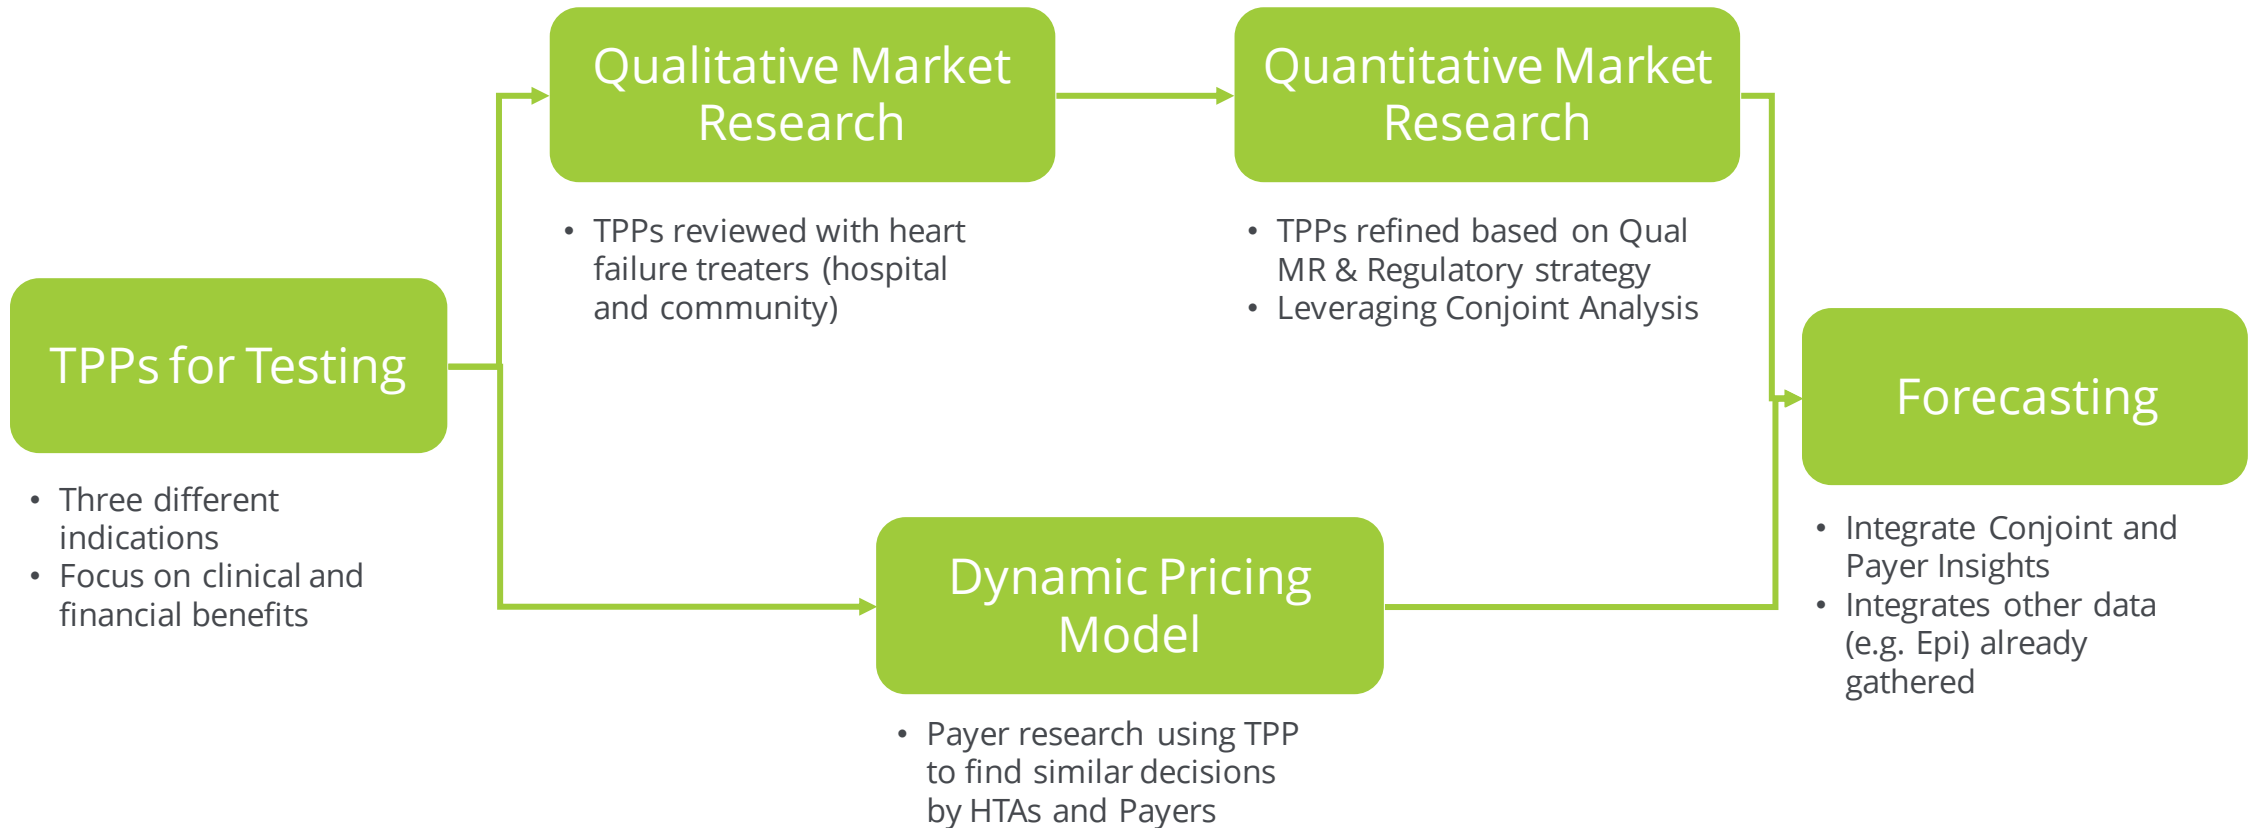 Qualitative Market
Research
• TPPs reviewed with heart
failure treaters (hospital
and community)
Quantitative Market
Research
• TPPs refined based on Qual
MR & Regulatory strategy
• Leveraging Conjoint Analysis
TPPs for Testing
• Three different
indications
• Focus on clinical and
financial benefits
Dynamic Pricing
Model
• Payer research using TPP
to find similar decisions
by HTAs and Payers
Forecasting
• Integrate Conjoint and
Payer Insights
• Integrates other data
(e.g. Epi) already
gathered